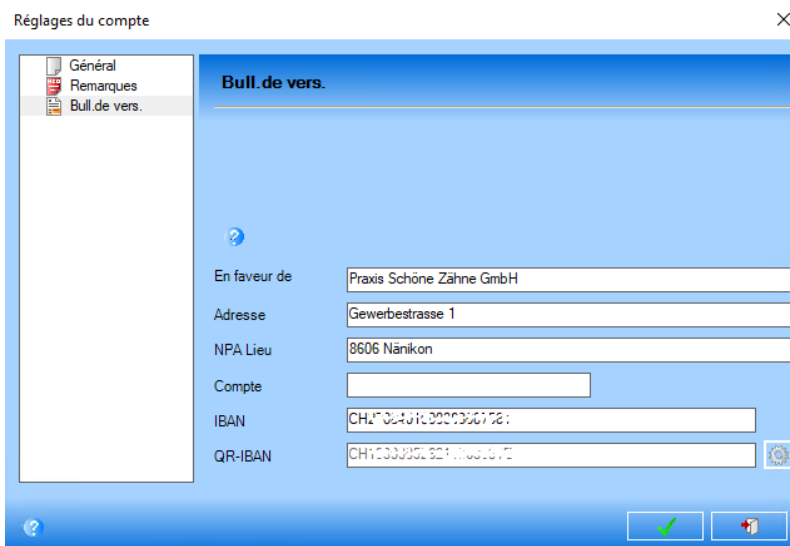 Réglages du compte
Général
Remarques
Bull.de vers.
Bull.de vers.
En faveur de
Praxis Schöne Zähne GmbH
Adresse
Gewerbestrasse 1
NPA Lieu
8606 Nänikon
Compte
IBAN
QR-IBAN